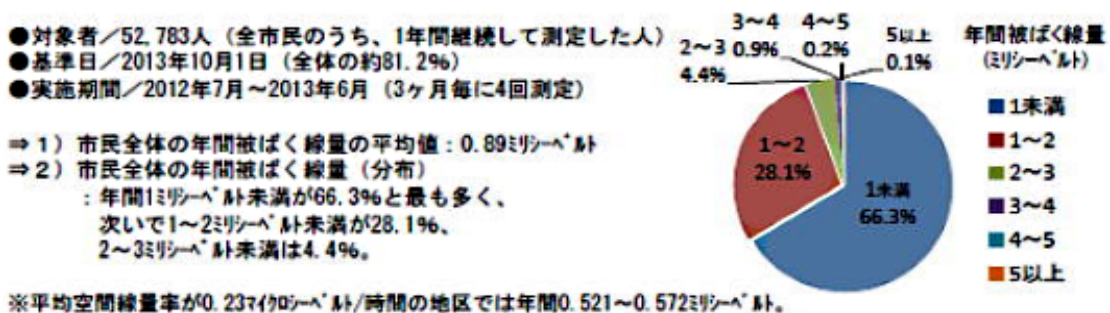 ●対象者／52,783人（全市民のうち、1年間継続して測定した人）
●基準日／2013年10月1日（全体の約81.2%）
●実施期間／2012年7月～2013年6月（3ヶ月毎に4回測定）
⇒1）市民全体の年間被ばく線量の平均値：0.89ﾐﾘｼｰﾍﾞﾙﾄ
⇒2）市民全体の年間被ばく線量（分布）
：年間1ﾐﾘｼｰﾍﾞﾙﾄ未満が66.3%と最も多く、
次いで1～2ﾐﾘｼｰﾍﾞﾙﾄ未満が28.1%、
2～3ﾐﾘｼｰﾍﾞﾙﾄ未満は4.4%。
※平均空間線量率が0.23ﾏｲｸﾛｼｰﾍﾞﾙﾄ/時間の地区では年間0.521～0.572ﾐﾘｼｰﾍﾞﾙﾄ。
2～3
4.4%
3～4
0.9%
4～5
0.2%
5以上
0.1%
1～2
28.1%
1未満
66.3%
年間被ばく線量
(ﾐﾘｼｰﾍﾞﾙﾄ)
1未満
1～2
2～3
3～4
4～5
5以上